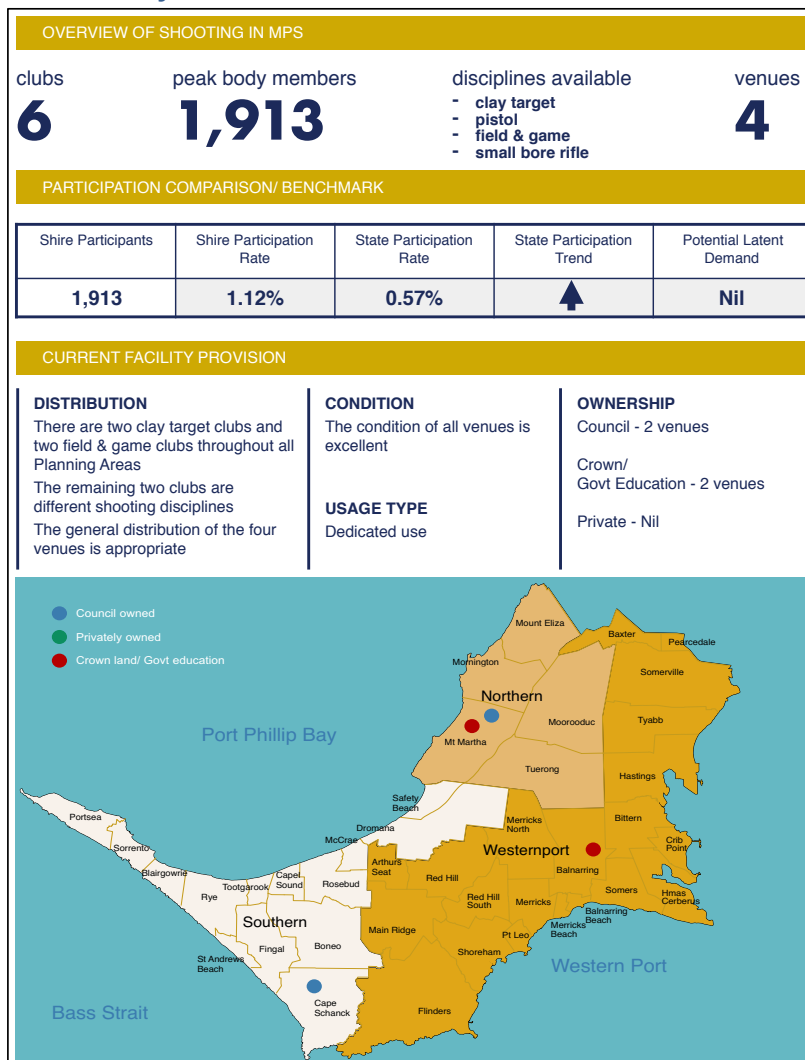 OVERVIEW OF SHOOTING IN MPS
clubs
6
peak body members
1,913
disciplines available
- clay target
- pistol
- field & game
- small bore rifle
venues
4
PARTICIPATION COMPARISON/ BENCHMARK
Shire Participants
Shire Participation
Rate
State Participation
Rate
State Participation
Trend
Potential Latent
Demand
1,913
1.12%
0.57%
Nil
CURRENT FACILITY PROVISION
DISTRIBUTION
There are two clay target clubs and
two field & game clubs throughout all
Planning Areas
The remaining two clubs are
different shooting disciplines
The general distribution of the four
venues is appropriate
CONDITION
The condition of all venues is
excellent
USAGE TYPE
Dedicated use
OWNERSHIP
Council - 2 venues
Crown/
Govt Education - 2 venues
Private - Nil
Council owned
Privately owned
Crown land/ Govt education
Mount Eliza
Baxter
Pearcedale
Mornington
Somerville
Northern
Moorooduc
Tyabb
Port Phillip Bay
Mt Martha
Tuerong
Hastings
Safety
Beach
Portsea
Dromana
Merricks
North
Bittern
Sorrento
McCrae
Westernport
Crib
Point
Blairgowrie
Arthurs
Seat
Balnarring
Capel
Sound
Tootgarook
Rosebud
Red Hill
Rye
Red Hill
South
Merricks
Somers
Hmas
Cerberus
Southern
Balnarring
Beach
Main Ridge
Pt Leo
Merricks
Beach
Fingal
Boneo
Shoreham
St Andrews
Beach
Western Port
Cape
Schanck
Flinders
Bass Strait